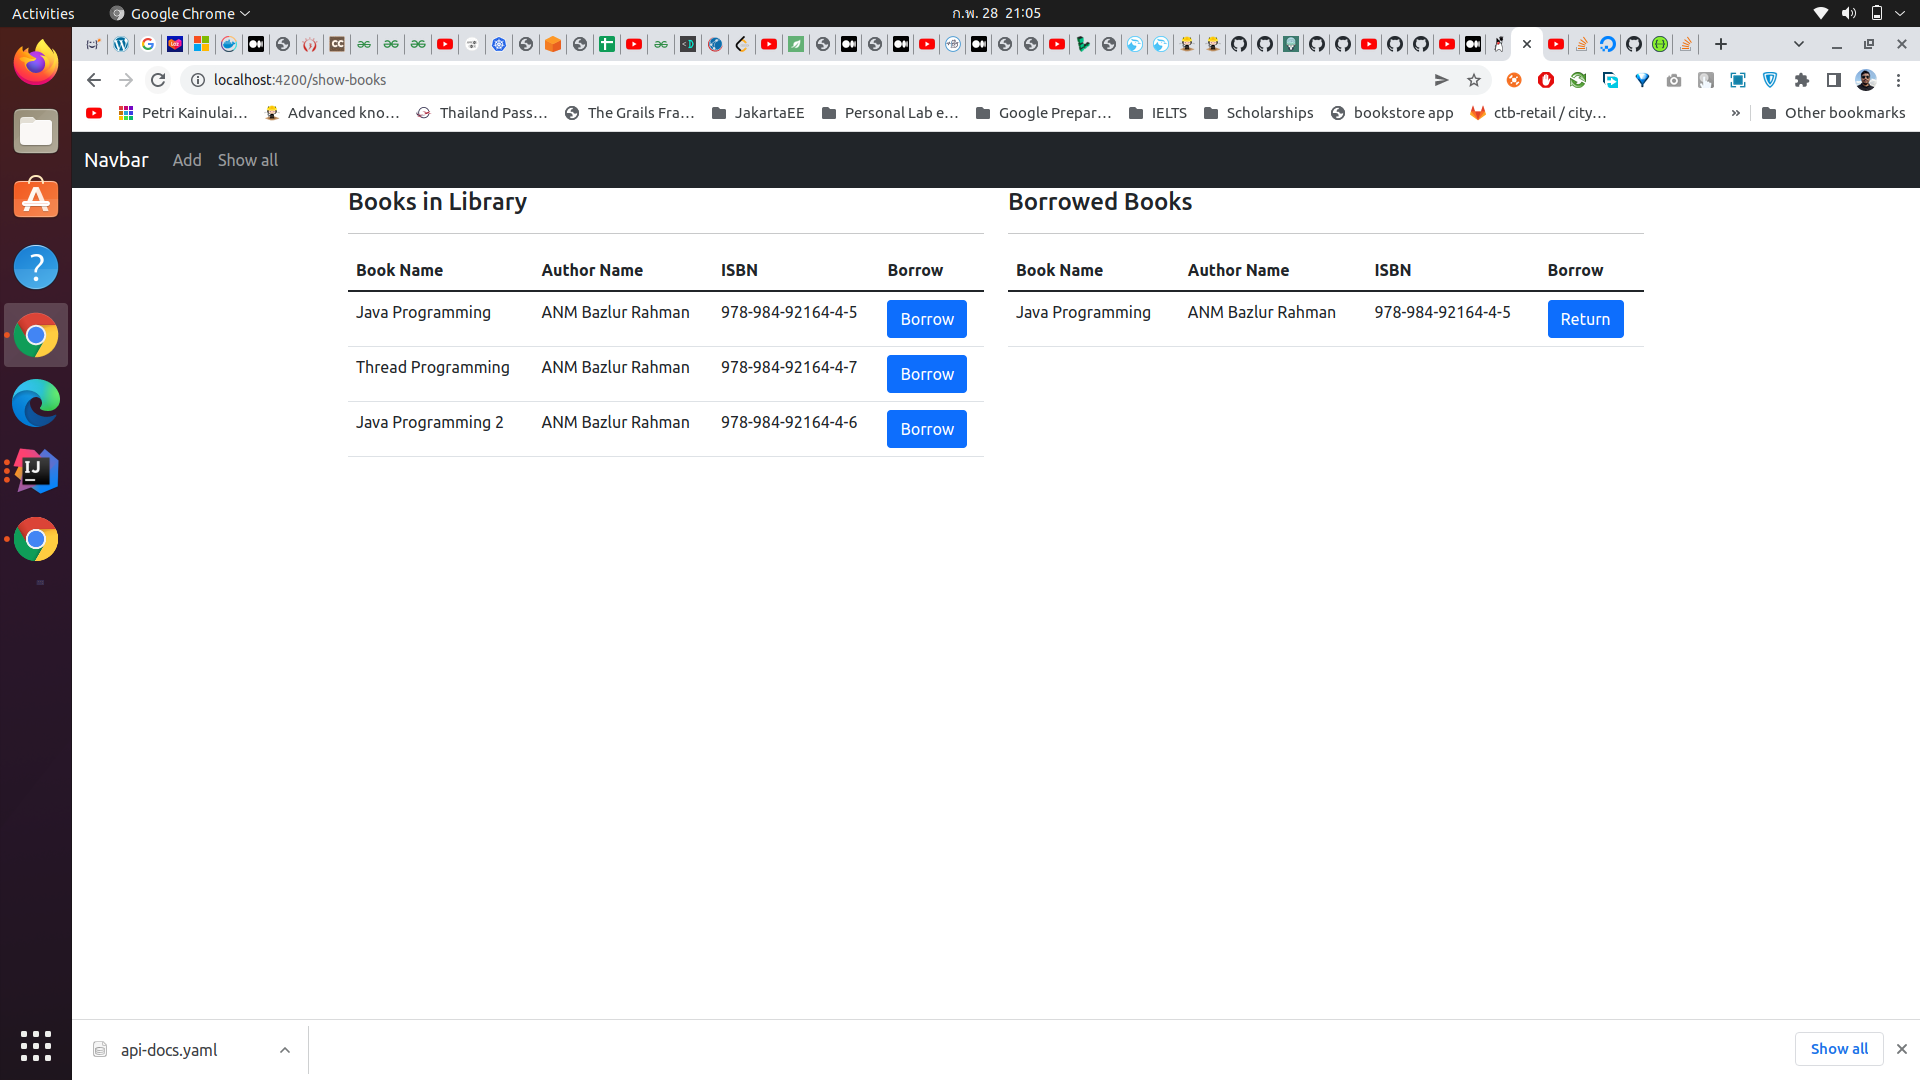 Activities
Google Chrome
ก.พ. 28 21:05
localhost:4200/show-books
Petri Kainulai…
Advanced kno…
Thailand Pass…
The Grails Fra…
JakartaEE
Personal Lab e…
Google Prepar…
IELTS
Scholarships
bookstore app
ctb-retail / city…
»
Other bookmarks
Navbar Add Show all
Books in Library
Book Name Author Name ISBN Borrow
Java Programming ANM Bazlur Rahman 978-984-92164-4-5 Borrow
Thread Programming ANM Bazlur Rahman 978-984-92164-4-7 Borrow
Java Programming 2 ANM Bazlur Rahman 978-984-92164-4-6 Borrow
Borrowed Books
Book Name Author Name ISBN Borrow
Java Programming ANM Bazlur Rahman 978-984-92164-4-5 Return
IJ
api-docs.yaml
Show all